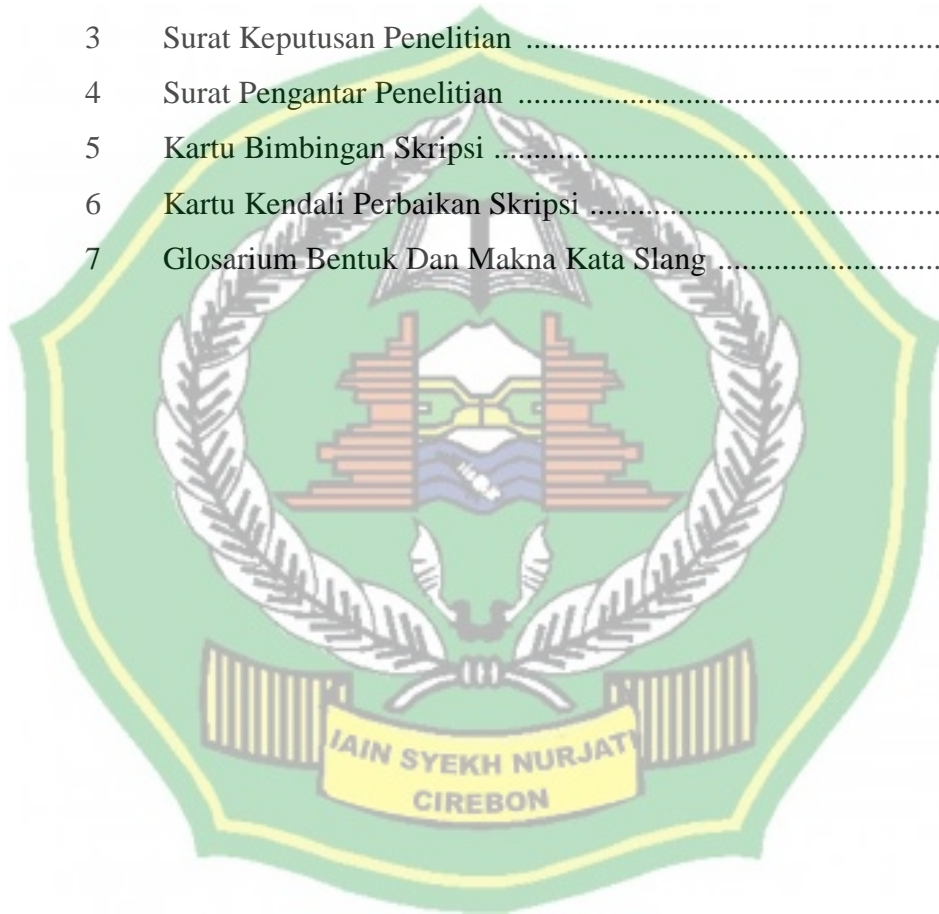 3 Surat Keputusan Penelitian ..................................................
4 Surat Pengantar Penelitian ...................................................
5 Kartu Bimbingan Skripsi ......................................................
6 Kartu Kendali Perbaikan Skripsi ..........................................
7 Glosarium Bentuk Dan Makna Kata Slang ..........................
IAIN SYEKH NURJATI
CIREBON